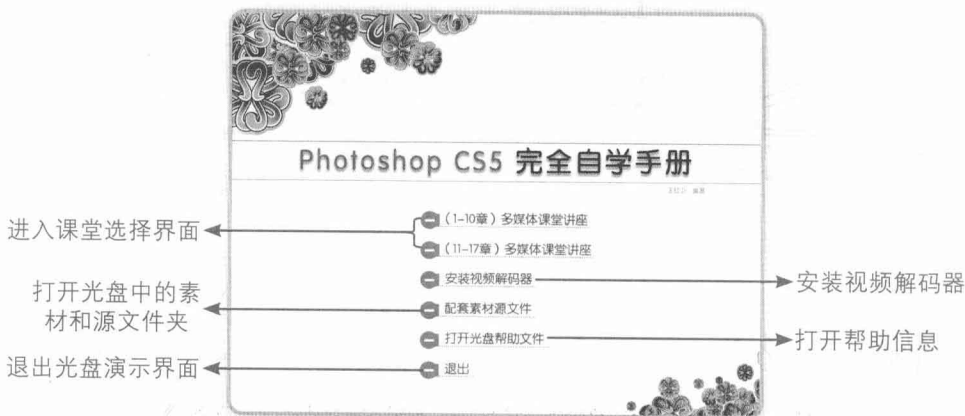 Photoshop CS5 完全自学手册
编著
进入课堂选择界面
(1-10章)多媒体课堂讲座
(11-17章)多媒体课堂讲座
安装视频解码器
安装视频解码器
打开光盘中的素
材和源文件夹
配套素材源文件
打开光盘帮助文件
打开帮助信息
退出光盘演示界面
退出